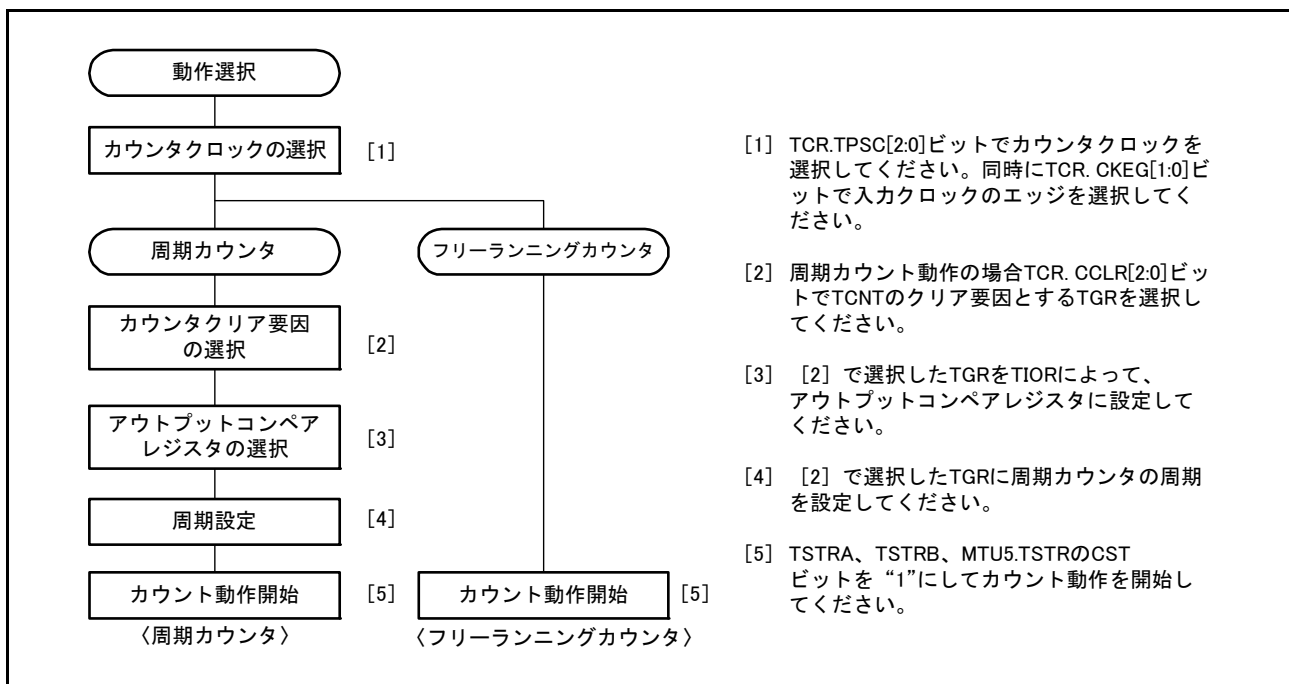 動作選択
カウンタクロックの選択 [1]
周期カウンタ
フリーランニングカウンタ
カウンタクリア要因
の選択
[2]
アウトプットコンペア
レジスタの選択
[3]
周期設定 [4]
カウント動作開始 [5]
カウント動作開始 [5]
〈周期カウンタ〉
〈フリーランニングカウンタ〉
[1] TCR.TPSC[2:0]ビットでカウンタクロックを
選択してください。同時にTCR. CKEG[1:0]ビ
ットで入力クロックのエッジを選択してく
ださい。
[2] 周期カウント動作の場合TCR. CCLR[2:0]ビッ
トでTCNTのクリア要因とするTGRを選択し
てください。
[3] [2] で選択したTGRをTIORによって、
アウトプットコンペアレジスタに設定して
ください。
[4] [2] で選択したTGRに周期カウンタの周期
を設定してください。
[5] TSTRA、TSTRB、MTU5.TSTRのCST
ビットを “1”にしてカウント動作を開始し
てください。